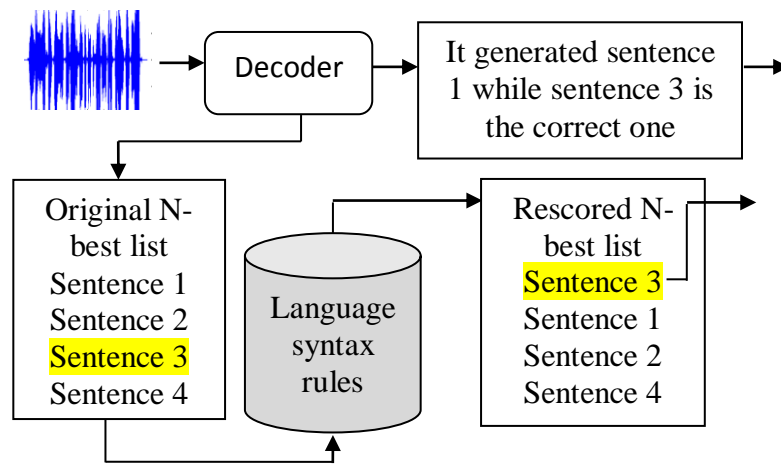 Decoder
It generated sentence
1 while sentence 3 is
the correct one
Original N-
best list
Sentence 1
Sentence 2
Sentence 3
Sentence 4
Language
syntax
rules
Rescored N-
best list
Sentence 3
Sentence 1
Sentence 2
Sentence 4